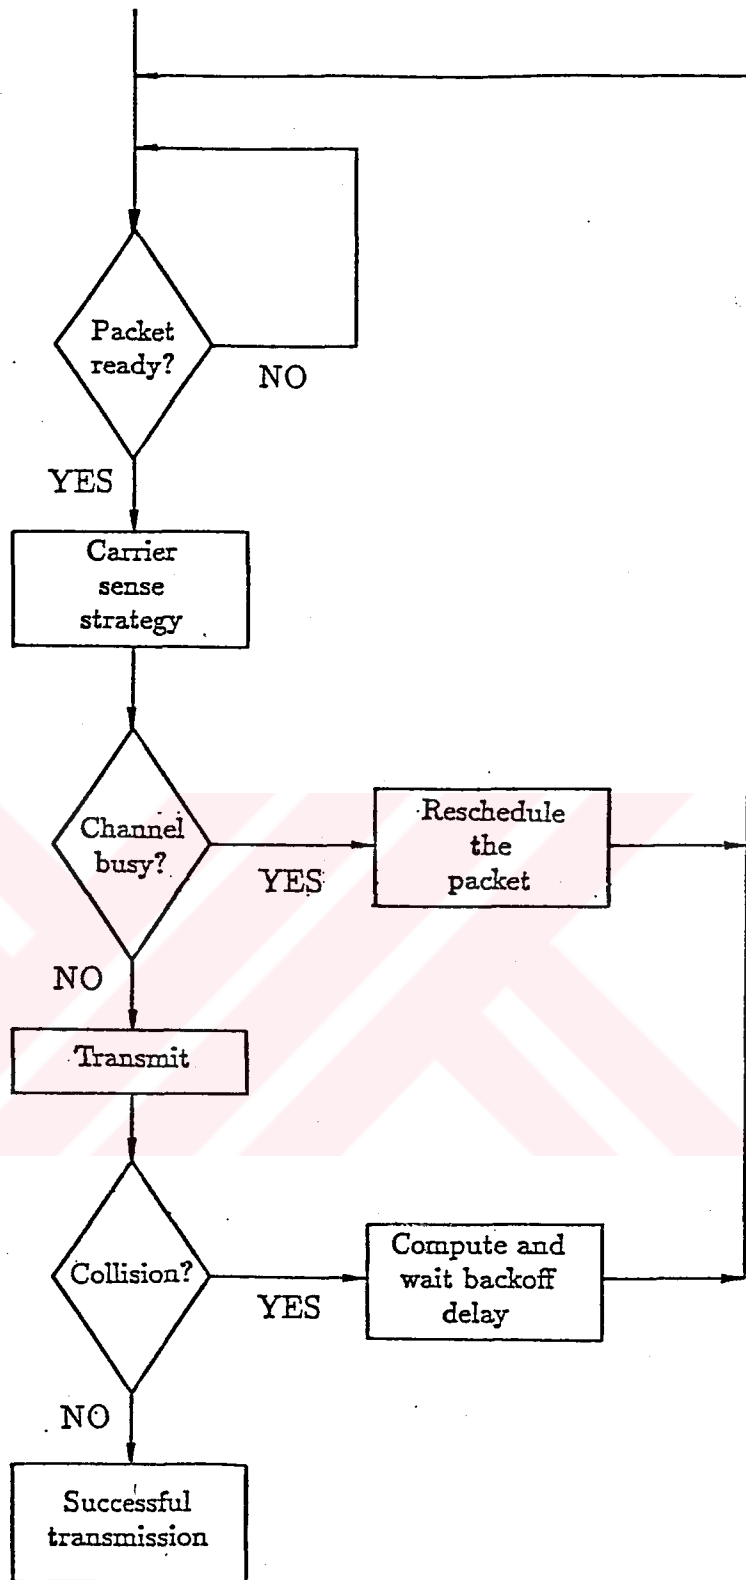 Packet
ready?
NO
YES
Carrier
sense
strategy
Channel
busy?
YES
Reschedule
the
packet
NO
Transmit
Collision?
YES
Compute and
wait backoff
delay
NO
Successful
transmission